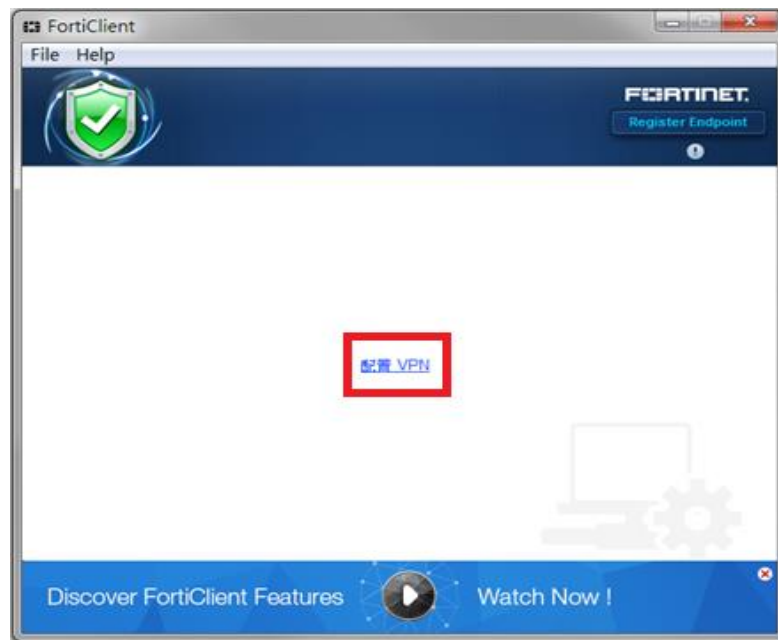 FortiClient
File Help
FORTINET.
Register Endpoint
配置 VPN
Discover FortiClient Features
Watch Now !